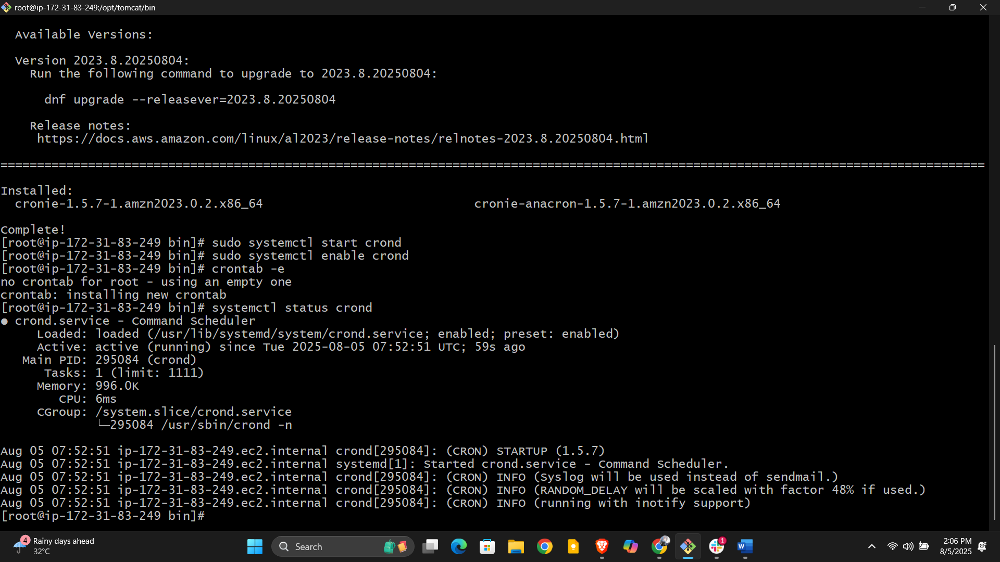 root@ip-172-31-83-249:/opt/tomcat/bin
Available Versions:
Version 2023.8.20250804:
Run the following command to upgrade to 2023.8.20250804:
dnf upgrade --releasever=2023.8.20250804
Release notes:
https://docs.aws.amazon.com/linux/al2023/release-notes/relnotes-2023.8.20250804.html
=======================================================================================================================================
Installed:
cronie-1.5.7-1.amzn2023.0.2.x86_64 cronie-anacron-1.5.7-1.amzn2023.0.2.x86_64
Complete!
[root@ip-172-31-83-249 bin]# sudo systemctl start crond
[root@ip-172-31-83-249 bin]# sudo systemctl enable crond
[root@ip-172-31-83-249 bin]# crontab -e
no crontab for root - using an empty one
crontab: installing new crontab
[root@ip-172-31-83-249 bin]# systemctl status crond
● crond.service - Command Scheduler
Loaded: loaded (/usr/lib/systemd/system/crond.service; enabled; preset: enabled)
Active: active (running) since Tue 2025-08-05 07:52:51 UTC; 59s ago
Main PID: 295084 (crond)
Tasks: 1 (limit: 1111)
Memory: 996.0K
CPU: 6ms
CGroup: /system.slice/crond.service
└─295084 /usr/sbin/crond -n
Aug 05 07:52:51 ip-172-31-83-249.ec2.internal crond[295084]: (CRON) STARTUP (1.5.7)
Aug 05 07:52:51 ip-172-31-83-249.ec2.internal systemd[1]: Started crond.service - Command Scheduler.
Aug 05 07:52:51 ip-172-31-83-249.ec2.internal crond[295084]: (CRON) INFO (Syslog will be used instead of sendmail.)
Aug 05 07:52:51 ip-172-31-83-249.ec2.internal crond[295084]: (CRON) INFO (RANDOM_DELAY will be scaled with factor 48% if used.)
Aug 05 07:52:51 ip-172-31-83-249.ec2.internal crond[295084]: (CRON) INFO (running with inotify support)
[root@ip-172-31-83-249 bin]#
4
Rainy days ahead
32°C
Search
1
W
2:06 PM
8/5/2025